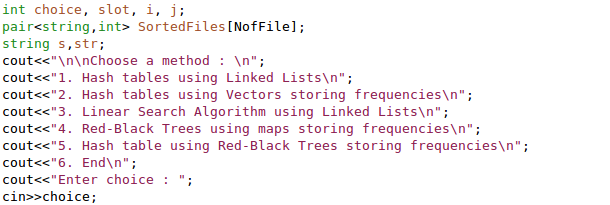 int choice, slot, i, j;
pair<string,int> SortedFiles[NofFile];
string s,str;
cout<<"\n\nChoose a method : \n";
cout<<"1. Hash tables using Linked Lists\n";
cout<<"2. Hash tables using Vectors storing frequencies\n";
cout<<"3. Linear Search Algorithm using Linked Lists\n";
cout<<"4. Red-Black Trees using maps storing frequencies\n";
cout<<"5. Hash table using Red-Black Trees storing frequencies\n";
cout<<"6. End\n";
cout<<"Enter choice : ";
cin>>choice;